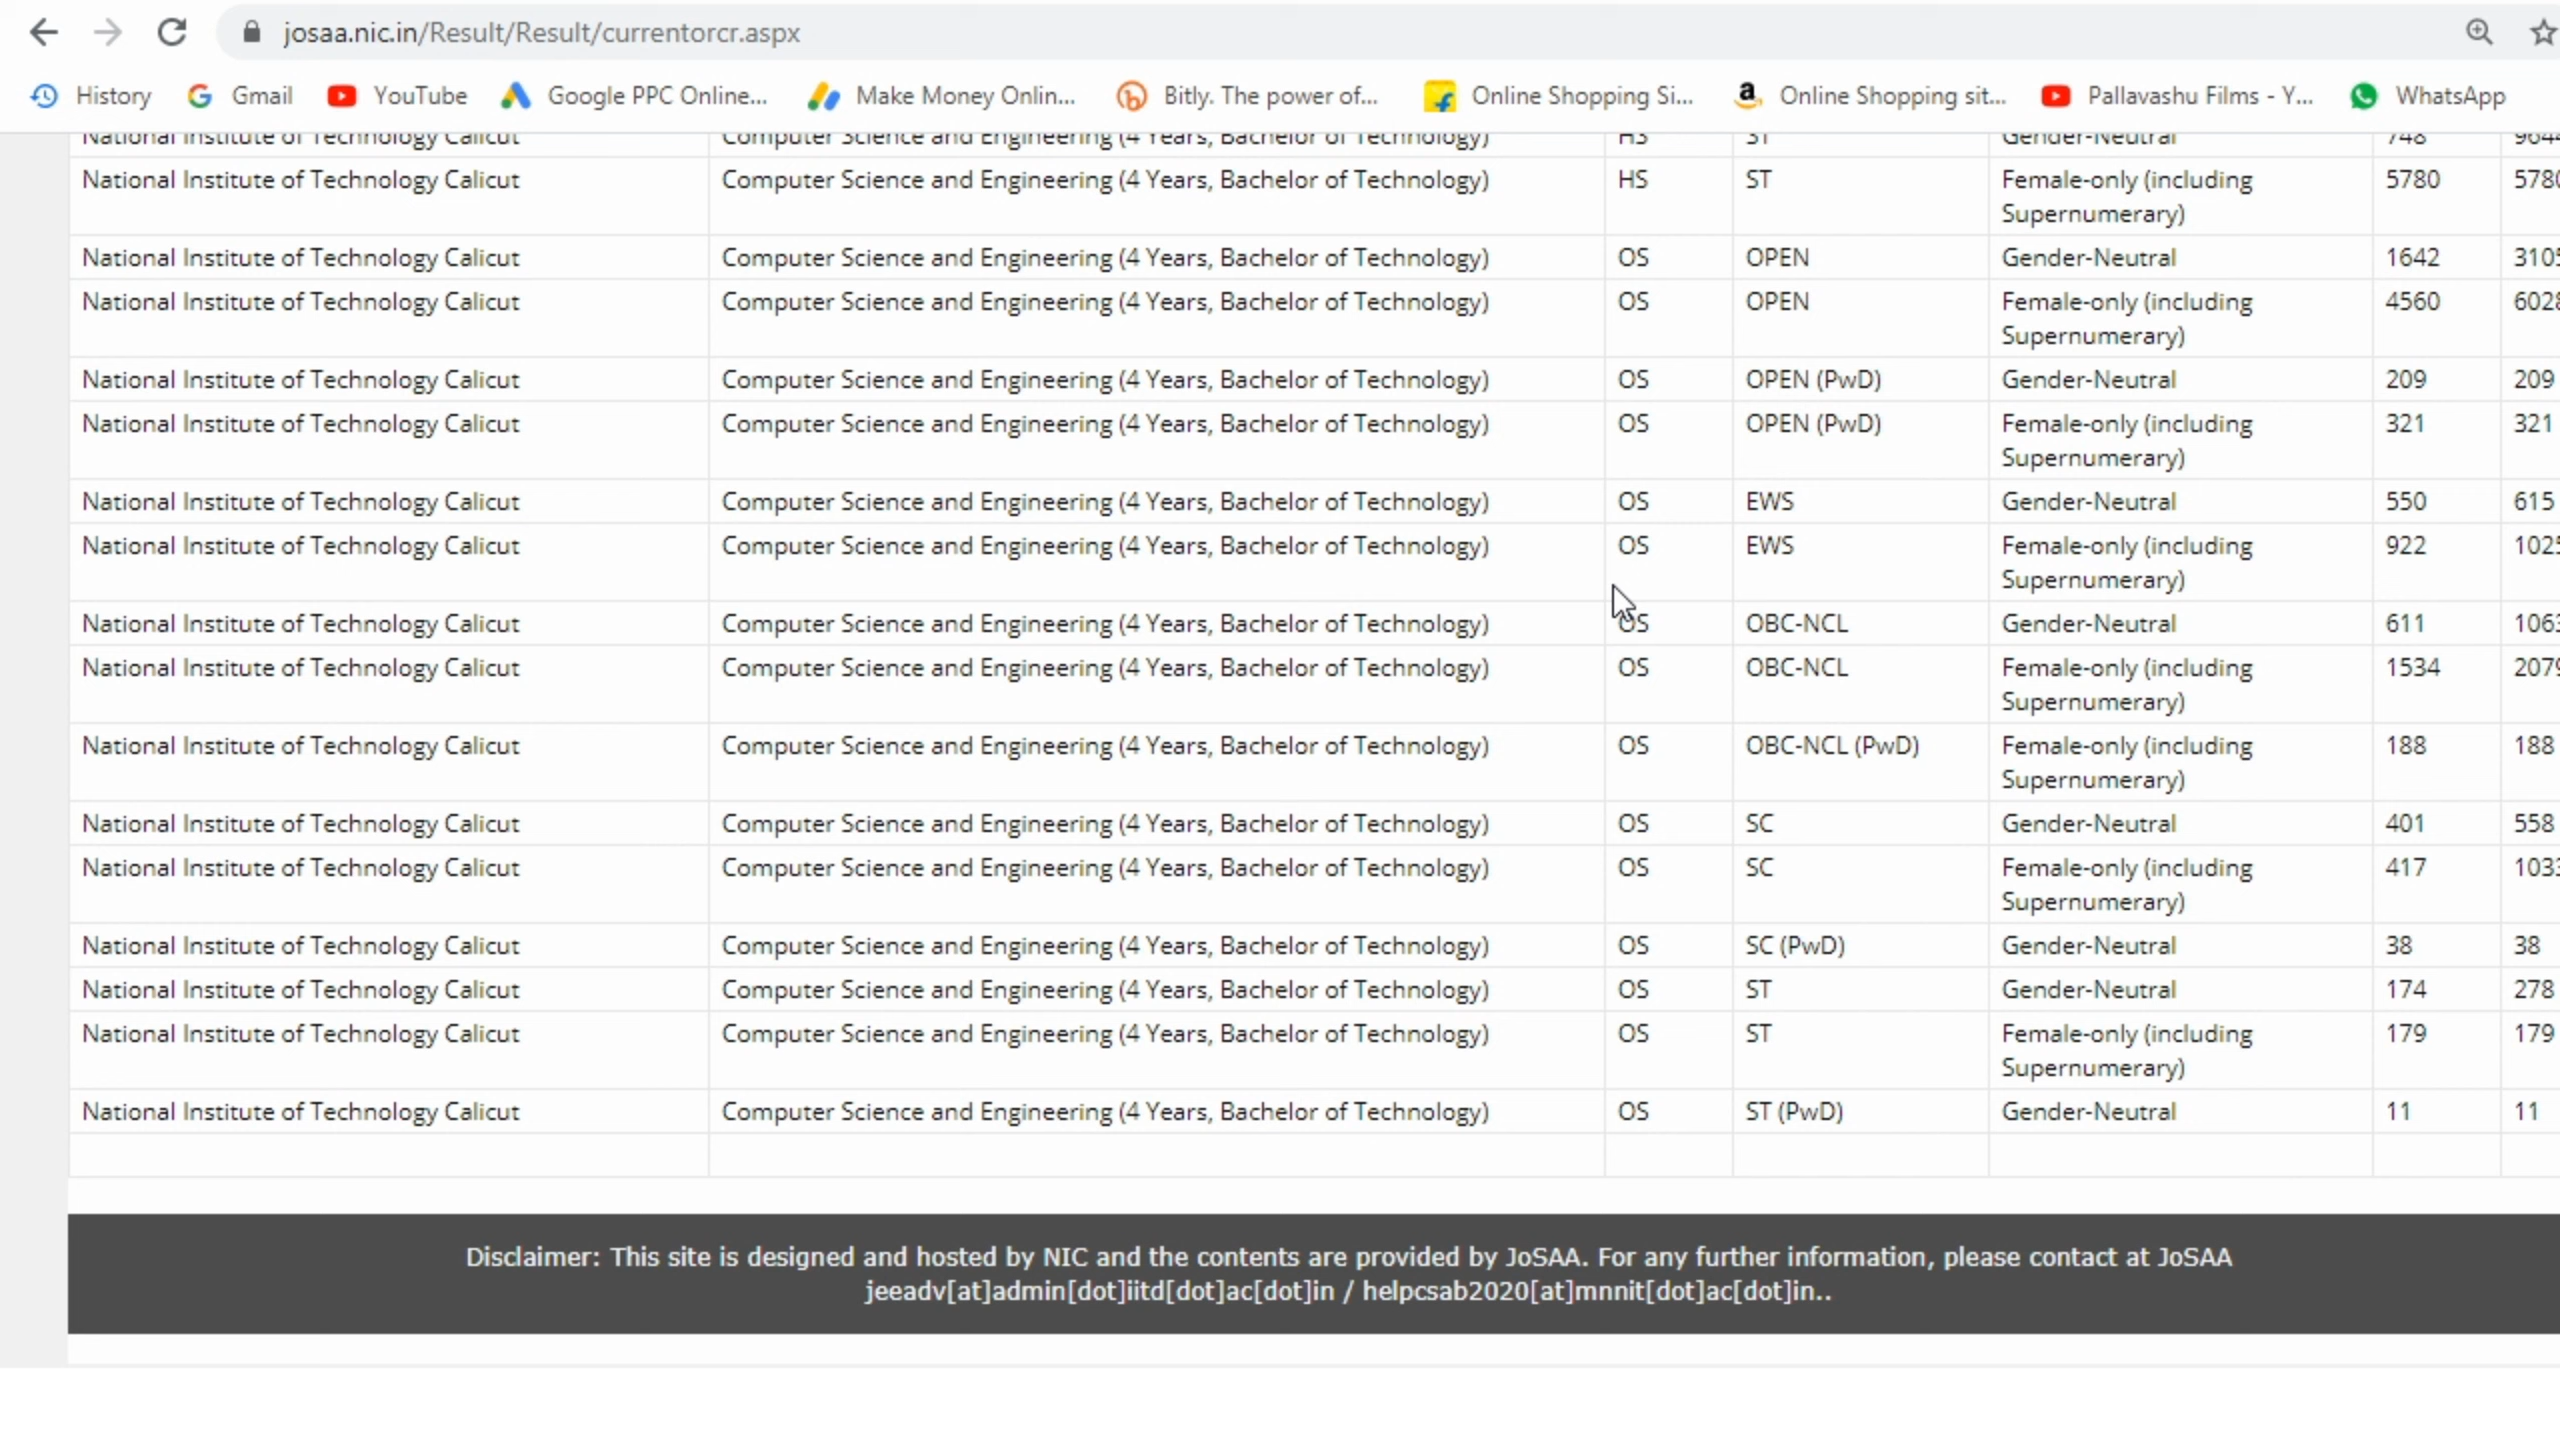 josaa.nic.in/Result/Result/currentorcr.aspx
History Gmail YouTube Google PPC Online... Make Money Onlin... Bitly. The power of... Online Shopping Si... Online Shopping sit... Pallavashu Films - Y... WhatsApp
National Institute of Technology Calicut Computer Science and Engineering (4 Years, Bachelor of Technology) HS ST Gender-Neutral 748
National Institute of Technology Calicut Computer Science and Engineering (4 Years, Bachelor of Technology) HS ST Female-only (including 5780 5780
Supernumerary)
National Institute of Technology Calicut Computer Science and Engineering (4 Years, Bachelor of Technology) OS OPEN Gender-Neutral 1642 3105
National Institute of Technology Calicut Computer Science and Engineering (4 Years, Bachelor of Technology) OS OPEN Female-only (including 4560 6028
Supernumerary)
National Institute of Technology Calicut Computer Science and Engineering (4 Years, Bachelor of Technology) OS OPEN (PwD) Gender-Neutral 209 209
National Institute of Technology Calicut Computer Science and Engineering (4 Years, Bachelor of Technology) OS OPEN (PwD) Female-only (including 321 321
Supernumerary)
National Institute of Technology Calicut Computer Science and Engineering (4 Years, Bachelor of Technology) OS EWS Gender-Neutral 550 615
National Institute of Technology Calicut Computer Science and Engineering (4 Years, Bachelor of Technology) OS EWS Female-only (including 922 1025
Supernumerary)
National Institute of Technology Calicut Computer Science and Engineering (4 Years, Bachelor of Technology) OS OBC-NCL Gender-Neutral 611 1063
National Institute of Technology Calicut Computer Science and Engineering (4 Years, Bachelor of Technology) OS OBC-NCL Female-only (including 1534 2079
Supernumerary)
National Institute of Technology Calicut Computer Science and Engineering (4 Years, Bachelor of Technology) OS OBC-NCL (PwD) Female-only (including 188 188
Supernumerary)
National Institute of Technology Calicut Computer Science and Engineering (4 Years, Bachelor of Technology) OS SC Gender-Neutral 401 558
National Institute of Technology Calicut Computer Science and Engineering (4 Years, Bachelor of Technology) OS SC Female-only (including 417 1033
Supernumerary)
National Institute of Technology Calicut Computer Science and Engineering (4 Years, Bachelor of Technology) OS SC (PwD) Gender-Neutral 38 38
National Institute of Technology Calicut Computer Science and Engineering (4 Years, Bachelor of Technology) OS ST Gender-Neutral 174 278
National Institute of Technology Calicut Computer Science and Engineering (4 Years, Bachelor of Technology) OS ST Female-only (including 179 179
Supernumerary)
National Institute of Technology Calicut Computer Science and Engineering (4 Years, Bachelor of Technology) OS ST (PwD) Gender-Neutral 11 11
Disclaimer: This site is designed and hosted by NIC and the contents are provided by JoSAA. For any further information, please contact at JoSAA
jeeadv[at]admin[dot]iitd[dot]ac[dot]in / helpcsab2020[at]mnnit[dot]ac[dot]in..